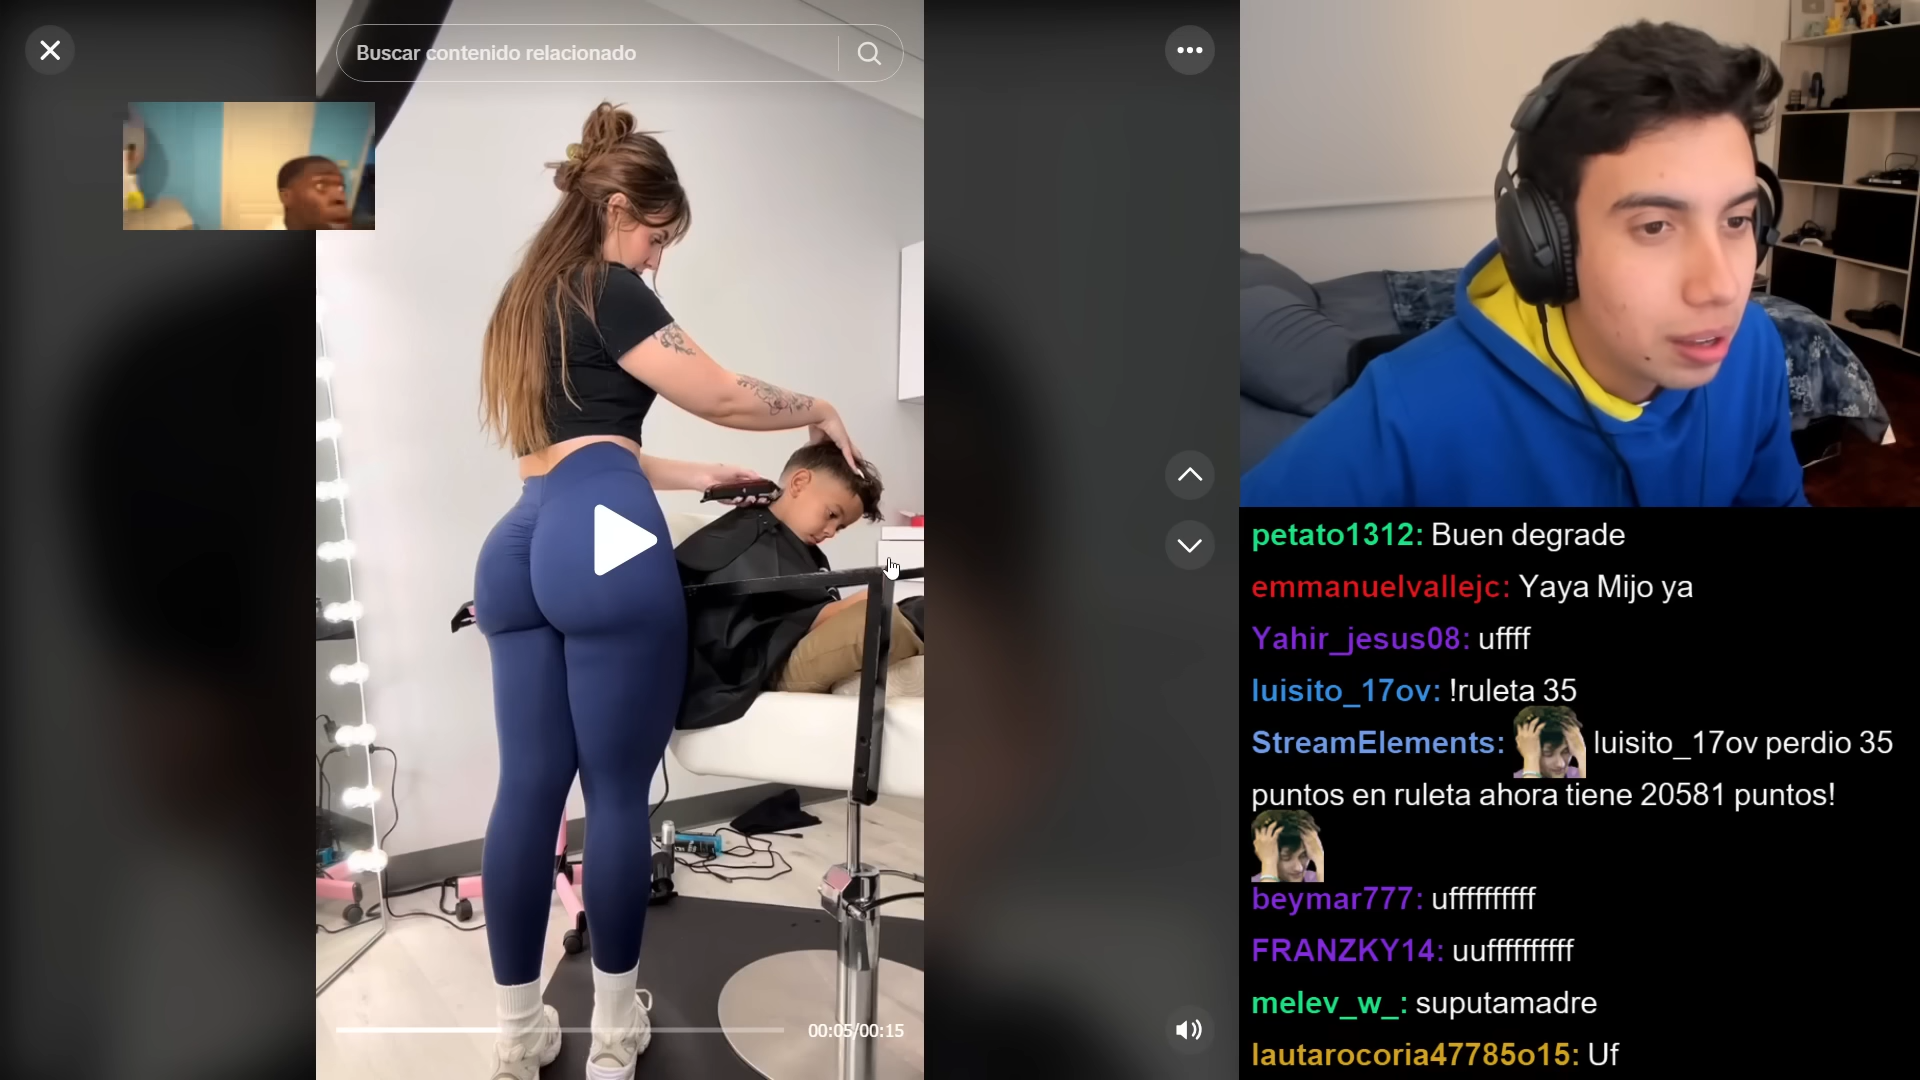 Buscar contenido relacionado
00:05/00:15
petato1312: Buen degrade
emmanuelvallejc: Yaya Mijo ya
Yahir_jesus08: uffff
luisito_17ov: !ruleta 35
StreamElements: luisito_17ov perdio 35
puntos en ruleta ahora tiene 20581 puntos!
beymar777: uffffffffff
FRANZKY14: uuffffffffff
melev_w_: suputamadre
lautarocoria47785o15: Uf